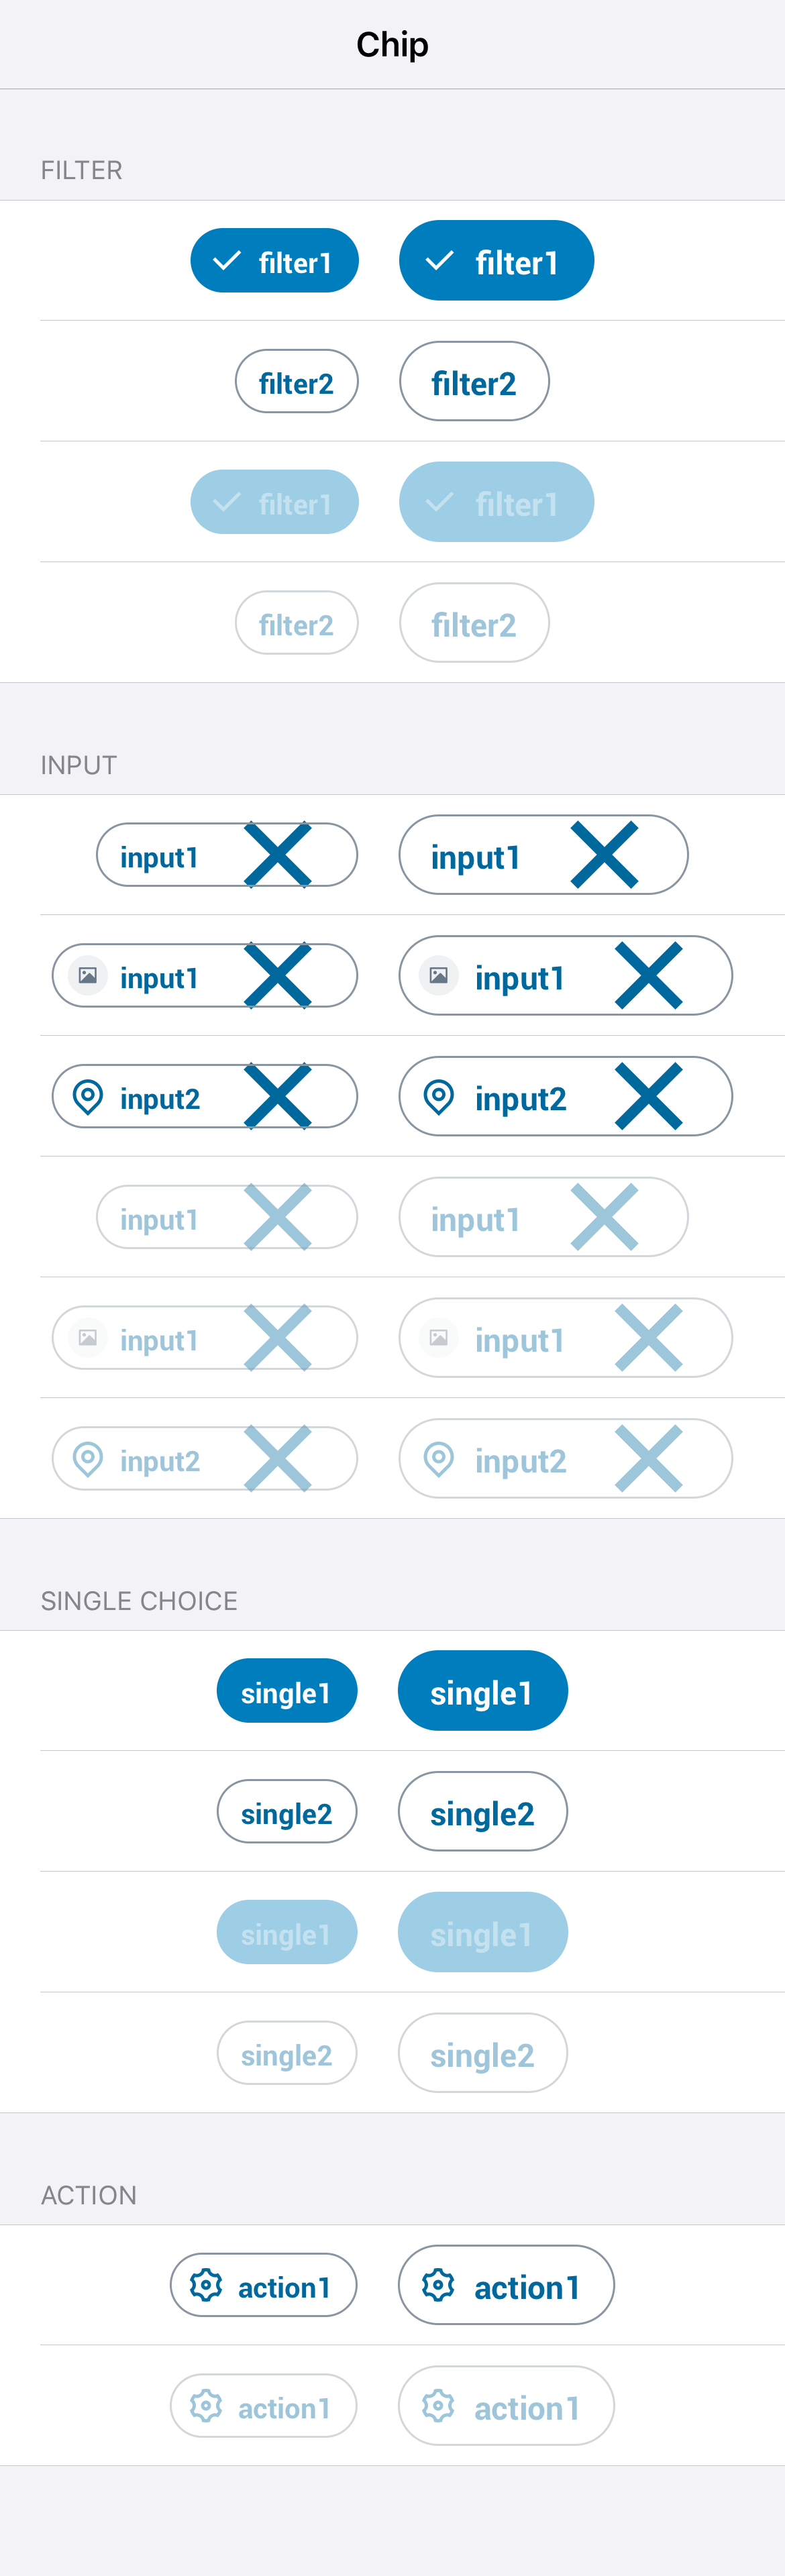 Chip
FILTER
filter1 filter1
filter2 filter2
filter1 filter1
filter2 filter2
INPUT
input1 input1
input1 input1
input2 input2
input1 input1
input1 input1
input2 input2
SINGLE CHOICE
single1 single1
single2 single2
single1 single1
single2 single2
ACTION
action1 action1
action1 action1